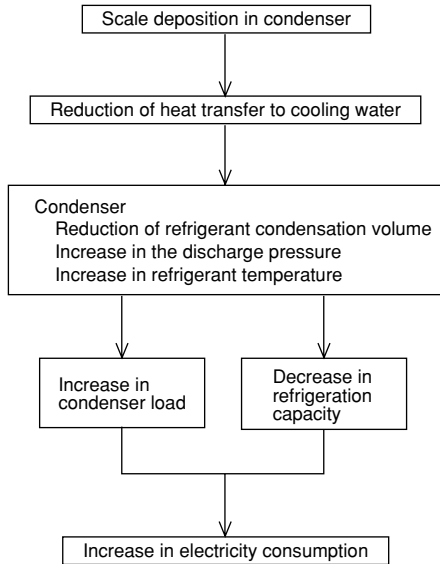 Scale deposition in condenser
Reduction of heat transfer to cooling water
Condenser
Reduction of refrigerant condensation volume
Increase in the discharge pressure
Increase in refrigerant temperature
Increase in
condenser load
Decrease in
refrigeration
capacity
Increase in electricity consumption